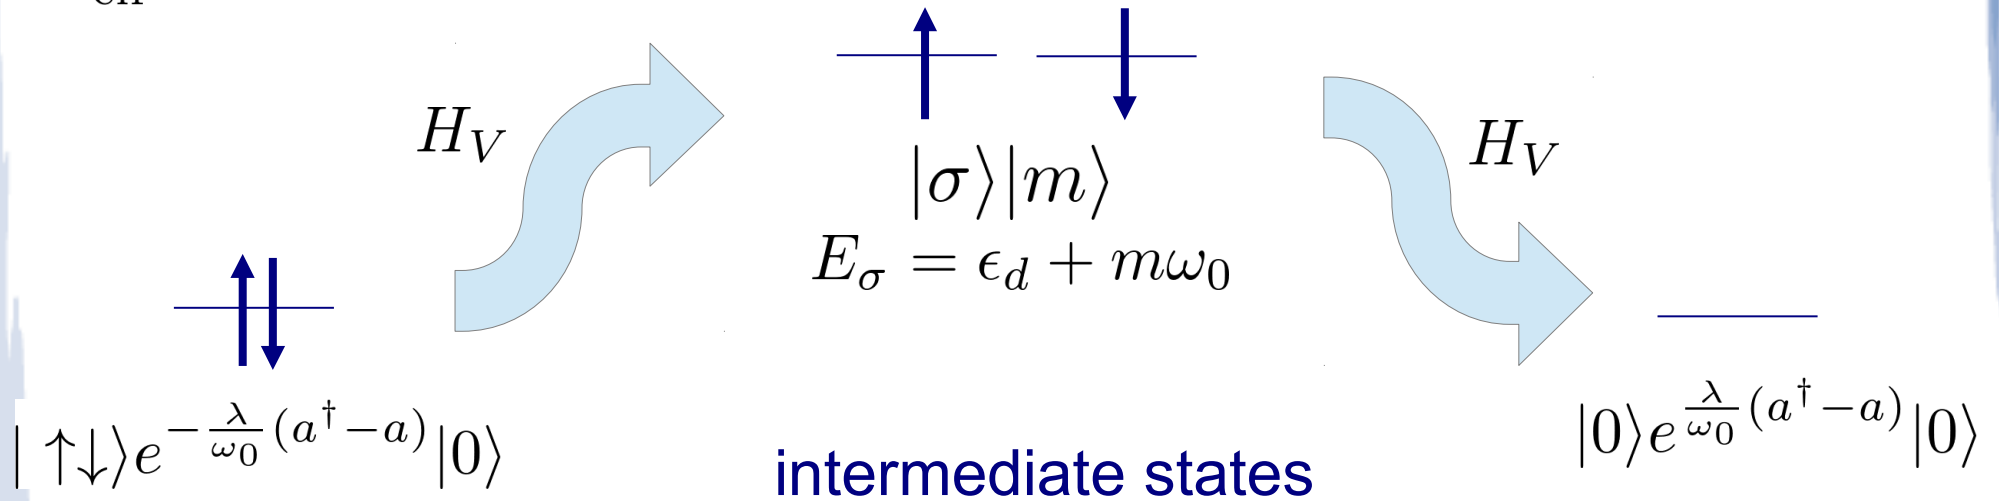 H_V
H_V
|σ⟩|m⟩
E_σ = ϵ_d + mω_0
|↑↓⟩e^{-\frac{λ}{ω_0}(a^†-a)}|0⟩
|0⟩e^{\frac{λ}{ω_0}(a^†-a)}|0⟩
intermediate states